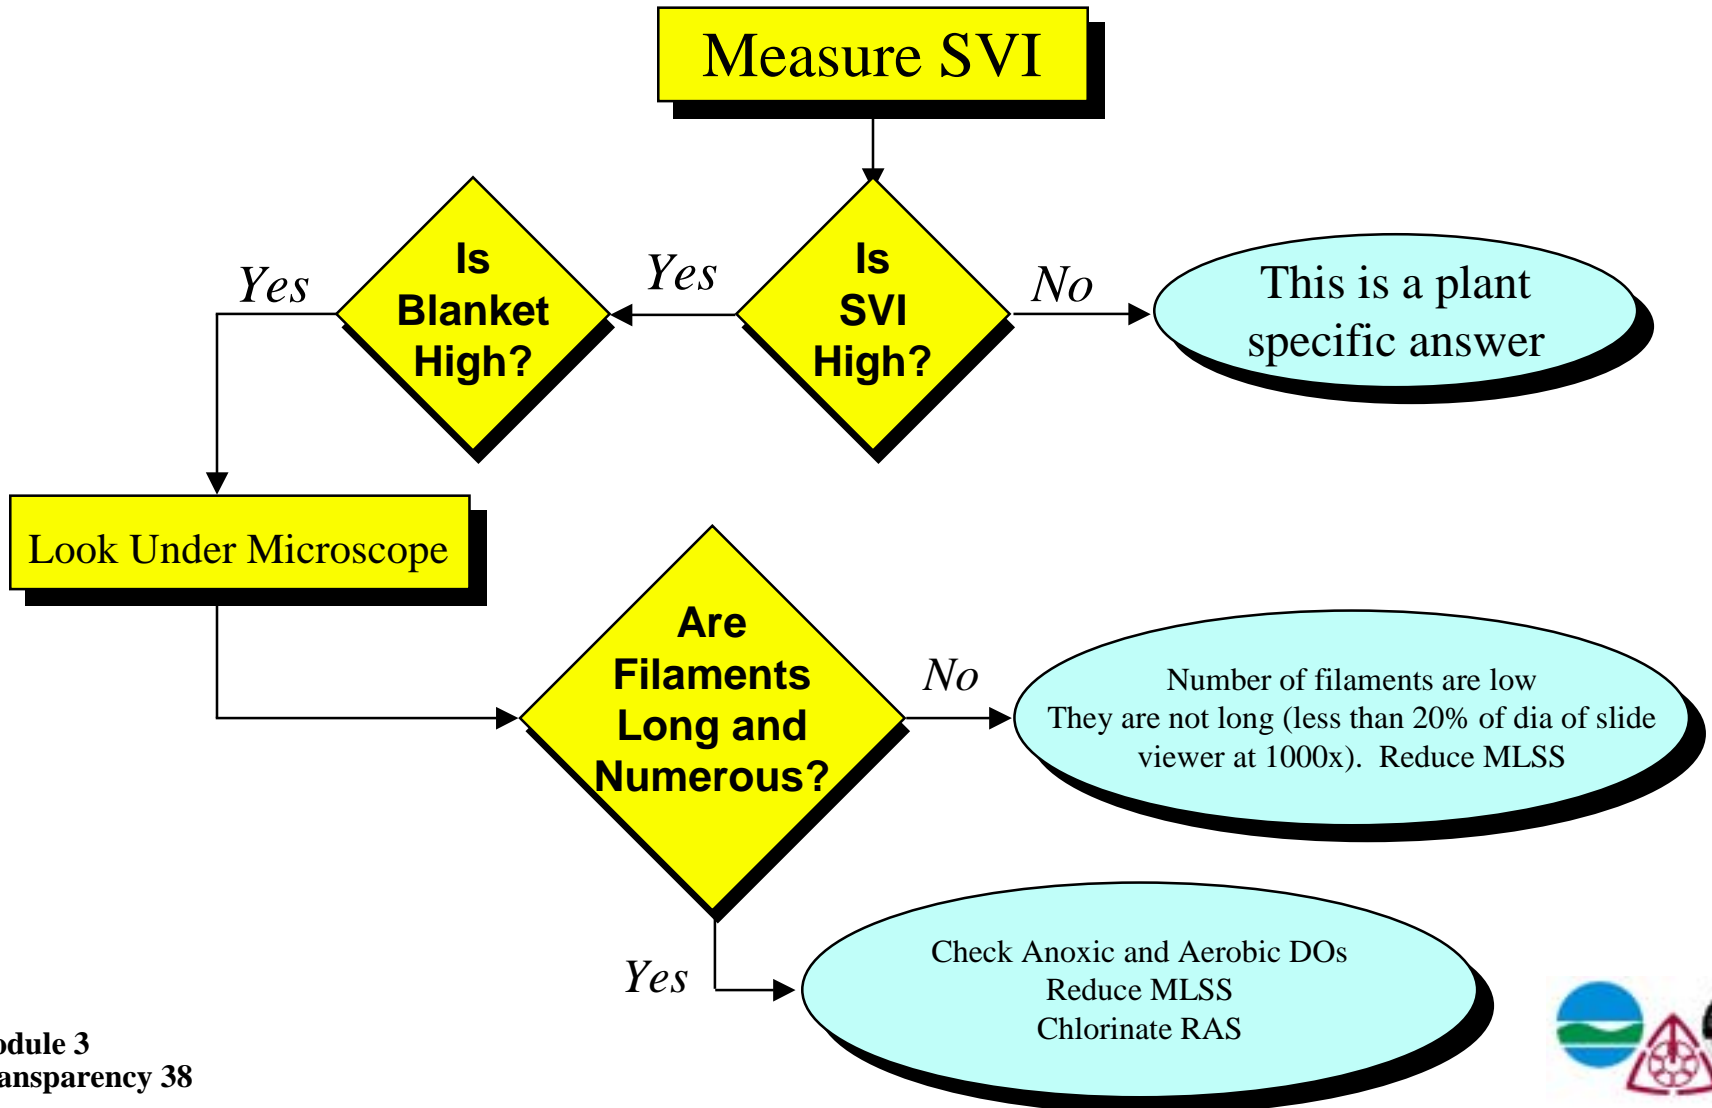 Measure SVI
Is
Blanket
High?
Yes
Yes
Is
SVI
High?
No
This is a plant
specific answer
Look Under Microscope
Are
Filaments
Long and
Numerous?
No
Number of filaments are low
They are not long (less than 20% of dia of slide
viewer at 1000x). Reduce MLSS
Yes
Check Anoxic and Aerobic DOs
Reduce MLSS
Chlorinate RAS
odule 3
ansparency 38